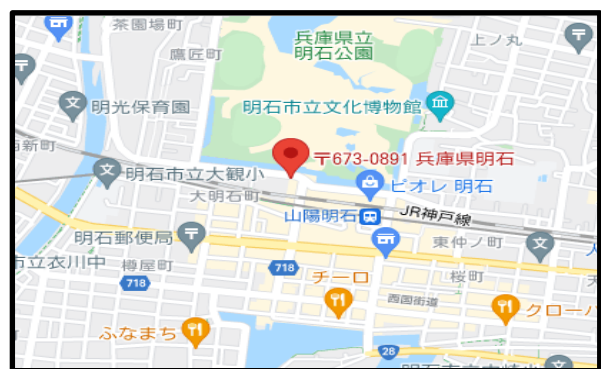 茶園場町
兵庫県立
明石公園
上ノ丸
鷹匠町
明光保育園
明石市立文化博物館
西新町
〒673-0891 兵庫県明石
明石市立大観小
ピオレ 明石
大明石町
山陽明石
JR神戸線
明石郵便局
東仲ノ町
市立衣川中
樽屋町
718
718
チーロ
桜町
西国街道
クローバ
ふなまち
28